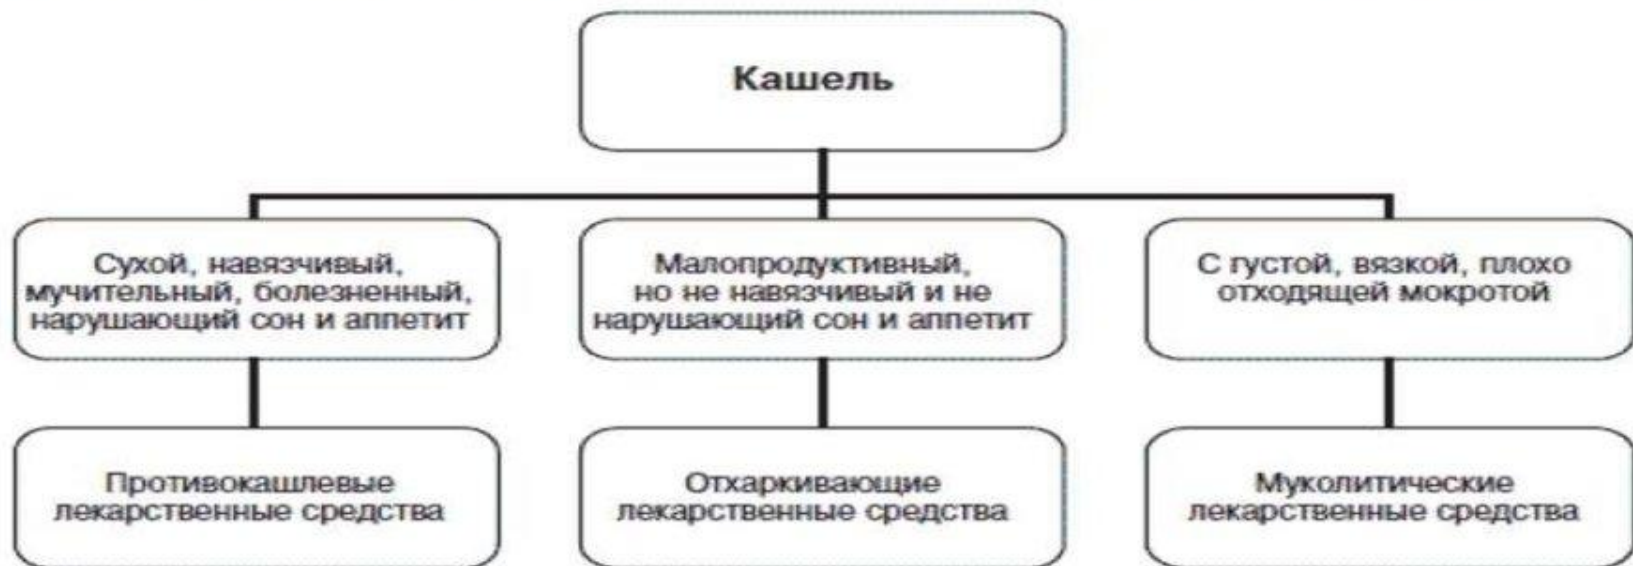 Кашель
Сухой, навязчивый,
мучительный, болезненный,
нарушающий сон и аппетит
Малопродуктивный,
но не навязчивый и не
нарушающий сон и аппетит
С густой, вязкой, плохо
отходящей мокротой
Противокашлевые
лекарственные средства
Отхаркивающие
лекарственные средства
Муколитические
лекарственные средства